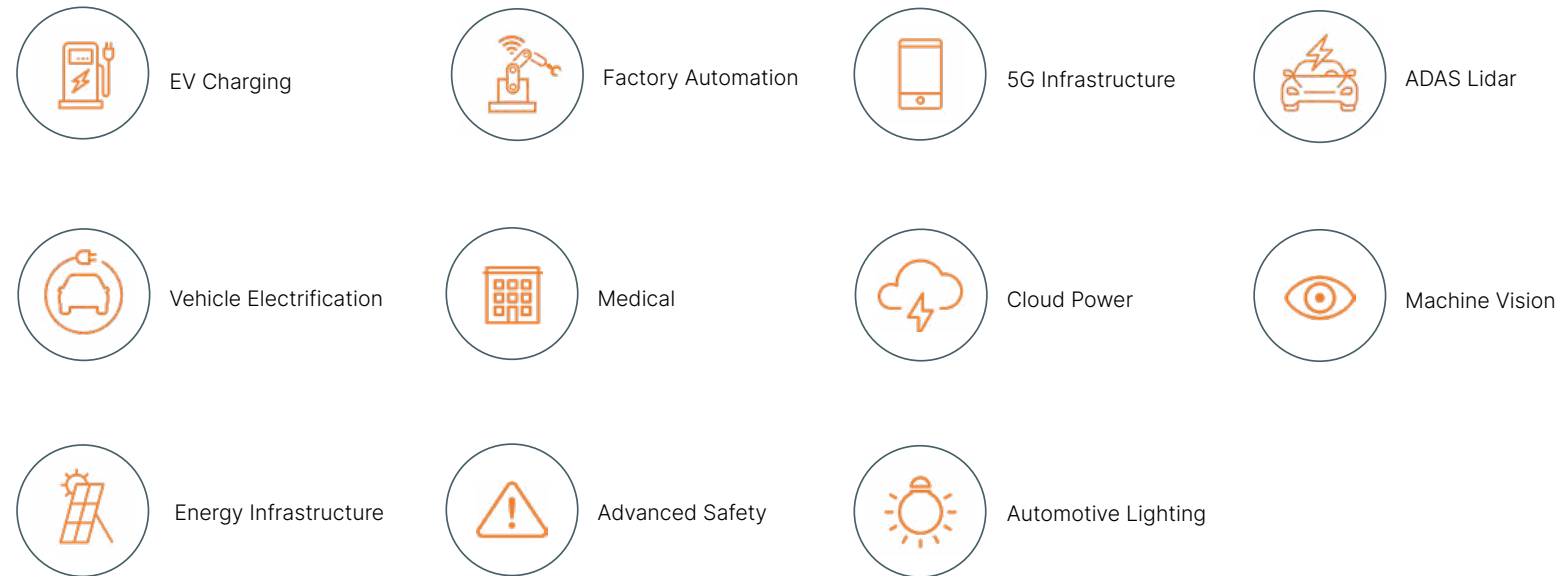 EV Charging
Factory Automation
5G Infrastructure
ADAS Lidar
Vehicle Electrification
Medical
Cloud Power
Machine Vision
Energy Infrastructure
Advanced Safety
Automotive Lighting